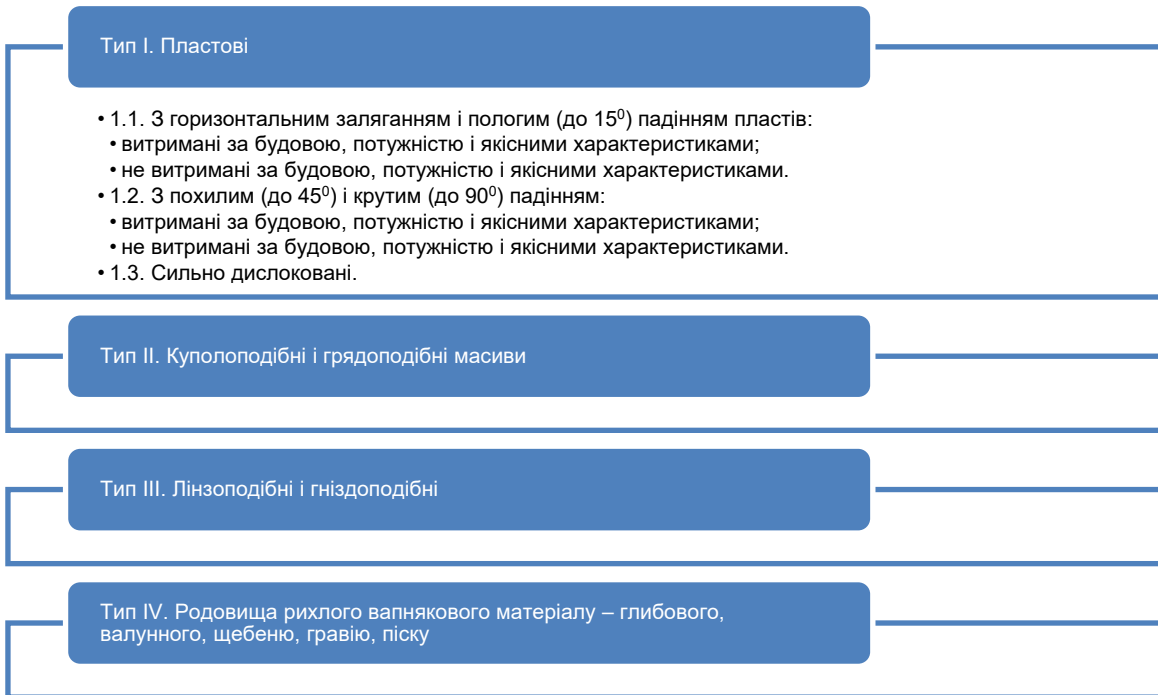 Тип І. Пластові
• 1.1. З горизонтальним заляганням і пологим (до 15⁰) падінням пластів:
• витримані за будовою, потужністю і якісними характеристиками;
• не витримані за будовою, потужністю і якісними характеристиками.
• 1.2. З похилим (до 45⁰) і крутим (до 90⁰) падінням:
• витримані за будовою, потужністю і якісними характеристиками;
• не витримані за будовою, потужністю і якісними характеристиками.
• 1.3. Сильно дислоковані.
Тип ІІ. Куполоподібні і грядоподібні масиви
Тип ІІІ. Лінзоподібні і гніздоподібні
Тип IV. Родовища рихлого вапнякового матеріалу – глибового,
валунного, щебеню, гравію, піску